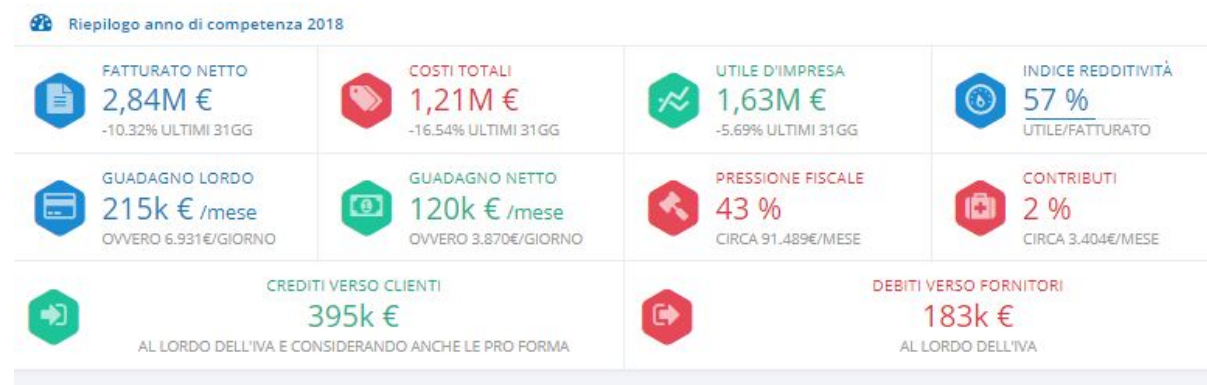 Riepilogo anno di competenza 2018
FATTURATO NETTO
2,84M €
-10.32% ULTIMI 31GG
COSTI TOTALI
1,21M €
-16.54% ULTIMI 31GG
UTILE D'IMPRESA
1,63M €
-5.69% ULTIMI 31GG
INDICE REDDITIVITÀ
57 %
UTILE/FATTURATO
GUADAGNO LORDO
215k € /mese
OVVERO 6.931€/GIORNO
GUADAGNO NETTO
120k € /mese
OVVERO 3.870€/GIORNO
PRESSIONE FISCALE
43 %
CIRCA 91.489€/MESE
CONTRIBUTI
2 %
CIRCA 3.404€/MESE
CREDITI VERSO CLIENTI
395k €
AL LORDO DELL'IVA E CONSIDERANDO ANCHE LE PRO FORMA
DEBITI VERSO FORNITORI
183k €
AL LORDO DELL'IVA